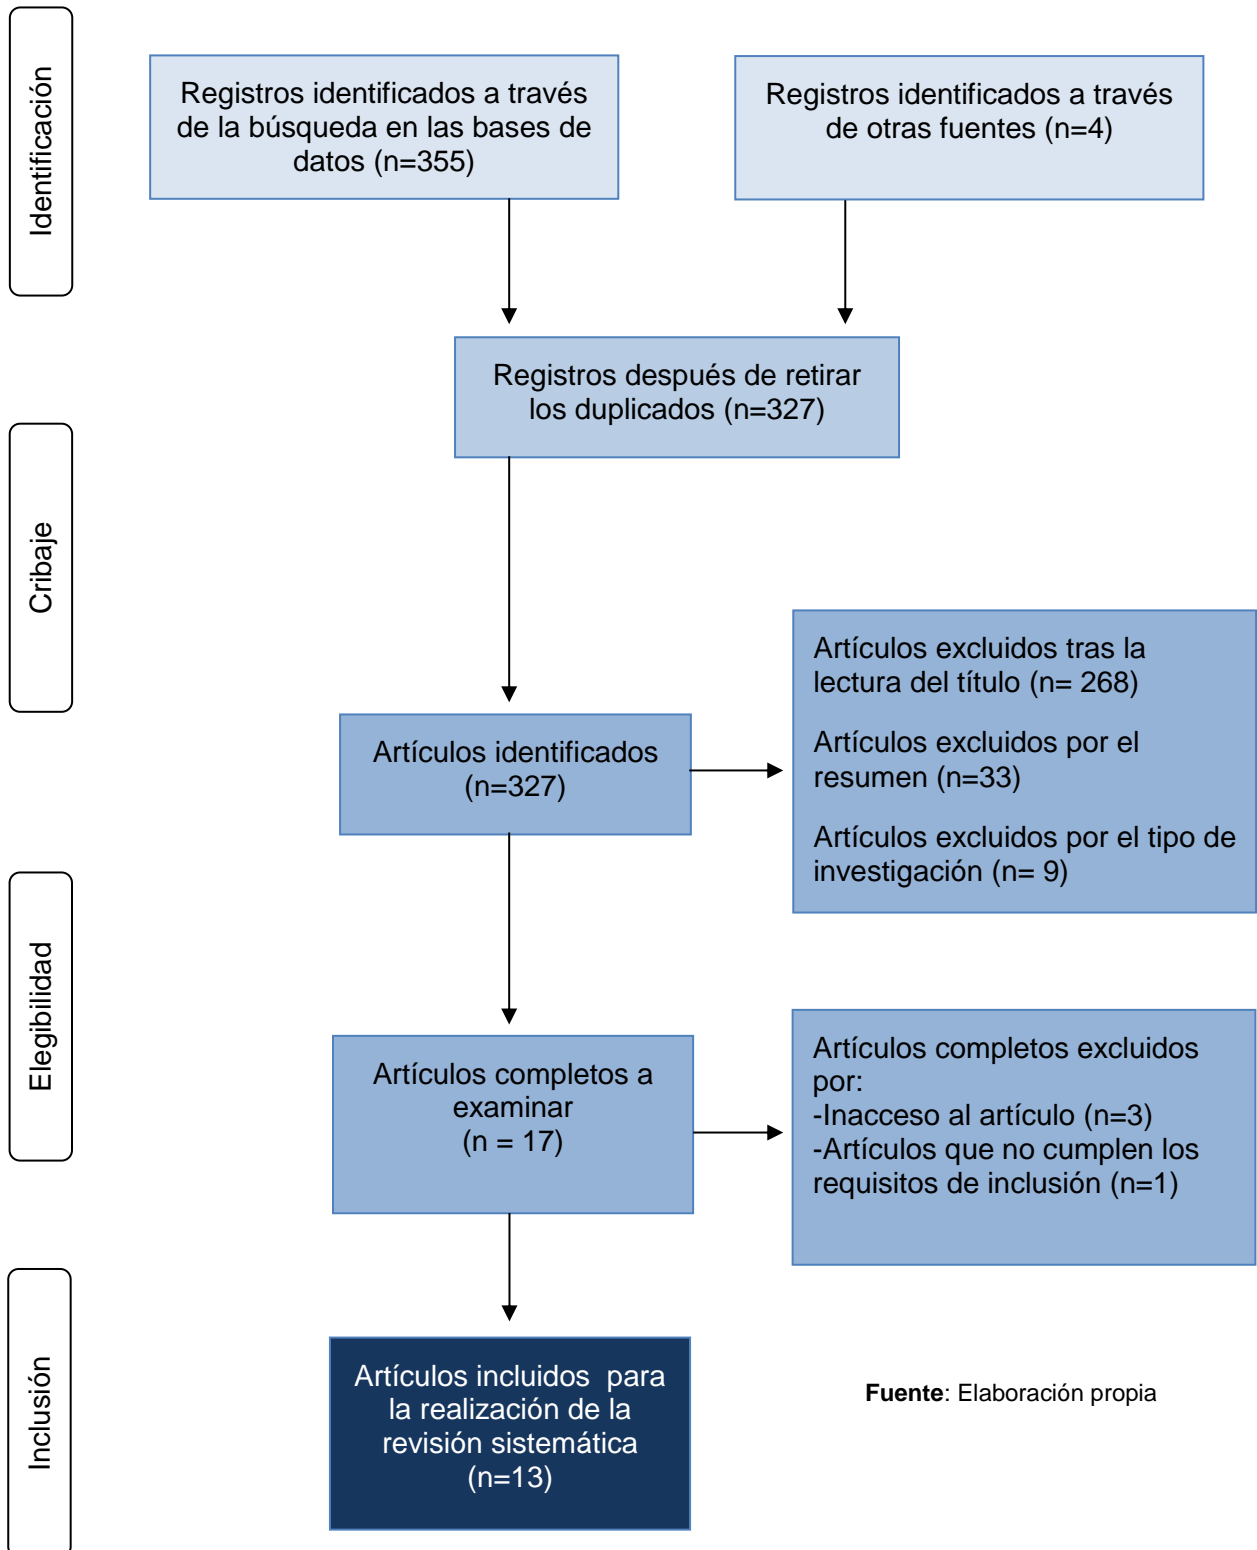 Identificación
Registros identificados a través
de la búsqueda en las bases de
datos (n=355)
Registros identificados a través
de otras fuentes (n=4)
Registros después de retirar
los duplicados (n=327)
Cribaje
Artículos identificados
(n=327)
Artículos excluidos tras la
lectura del título (n= 268)
Artículos excluidos por el
resumen (n=33)
Artículos excluidos por el tipo de
investigación (n= 9)
Elegibilidad
Artículos completos a
examinar
(n = 17)
Artículos completos excluidos
por:
-Inacceso al artículo (n=3)
-Artículos que no cumplen los
requisitos de inclusión (n=1)
Inclusión
Artículos incluidos  para
la realización de la
revisión sistemática
(n=13)
Fuente: Elaboración propia